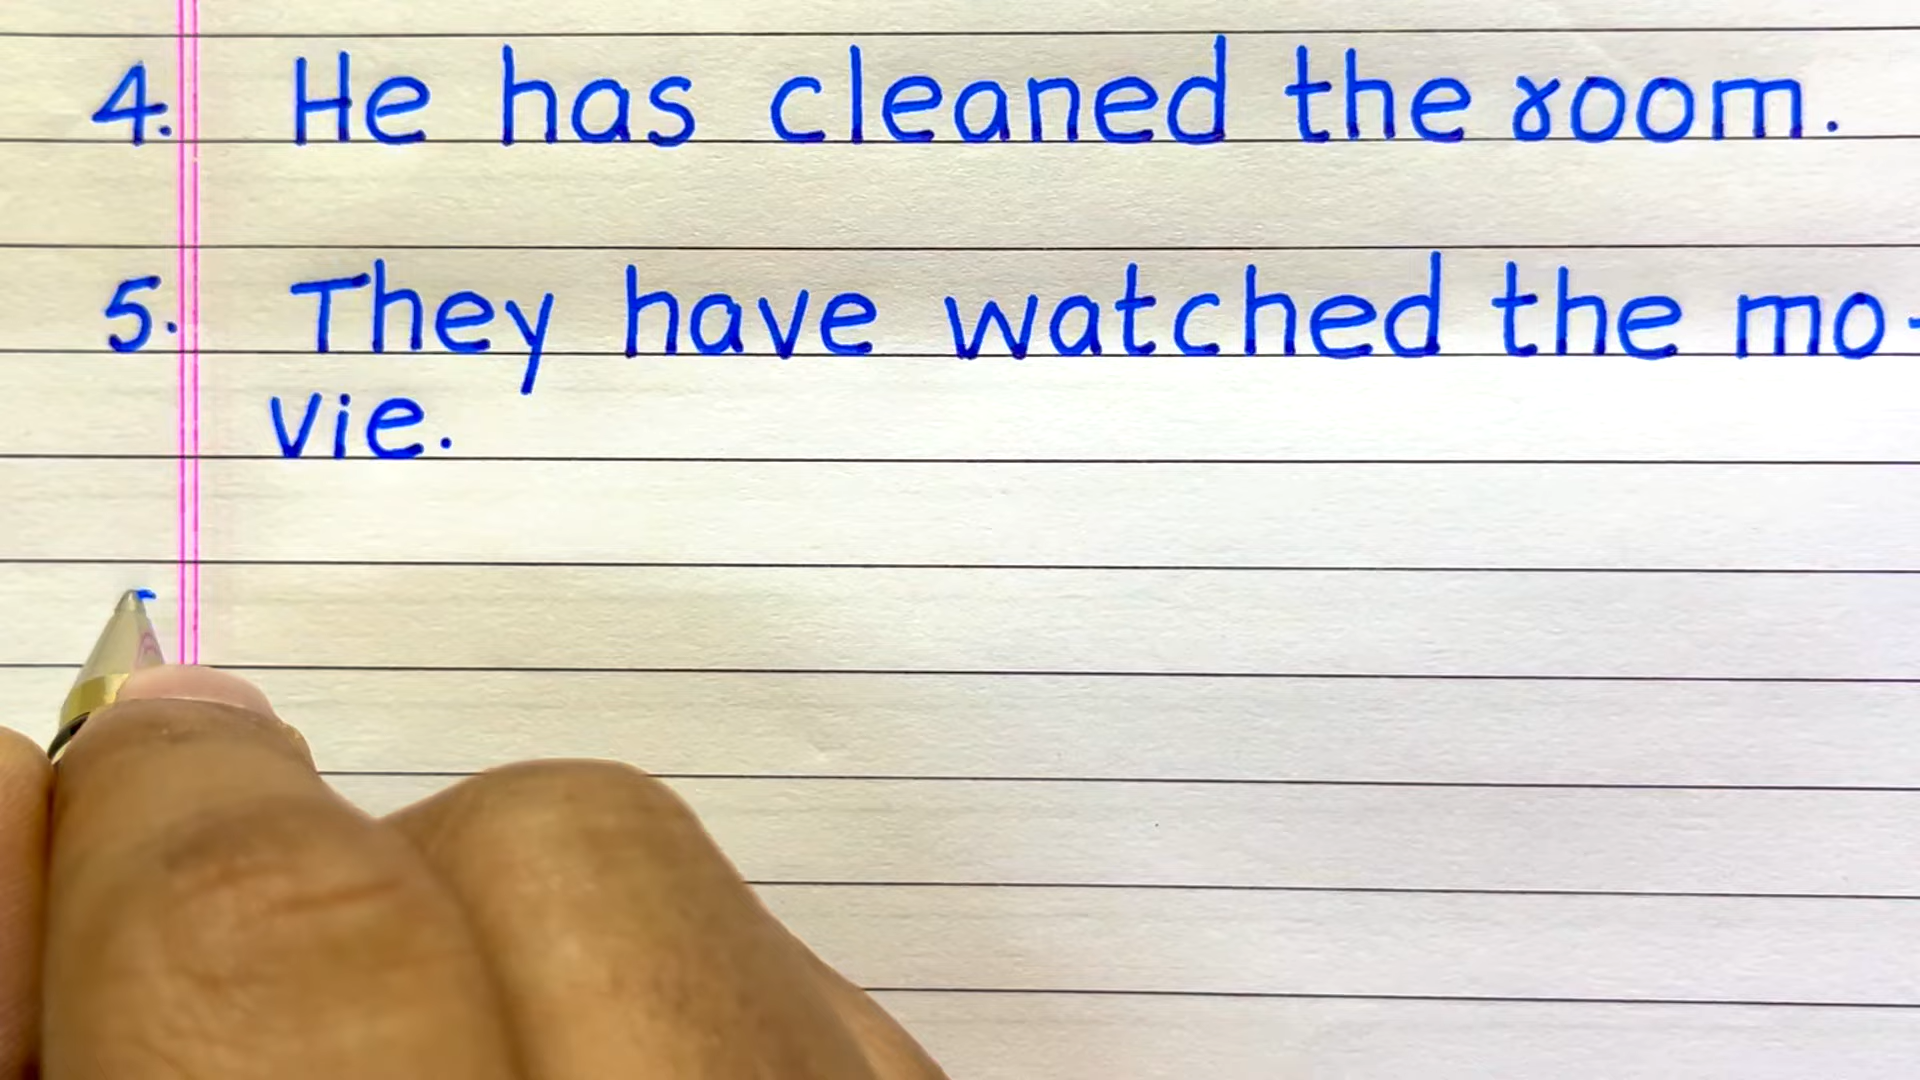 4. He has cleaned the room.
5. They have watched the mo-
vie.